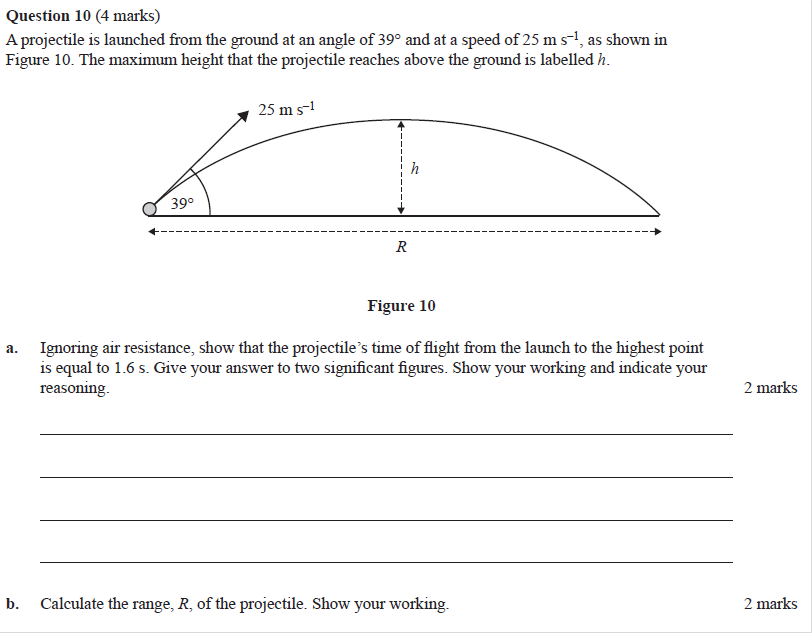 Question 10 (4 marks)
A projectile is launched from the ground at an angle of 39° and at a speed of 25 m s⁻¹, as shown in
Figure 10. The maximum height that the projectile reaches above the ground is labelled h.
25 m s⁻¹
h
39°
R
Figure 10
a. Ignoring air resistance, show that the projectile’s time of flight from the launch to the highest point
is equal to 1.6 s. Give your answer to two significant figures. Show your working and indicate your
reasoning. 2 marks
b. Calculate the range, R, of the projectile. Show your working. 2 marks